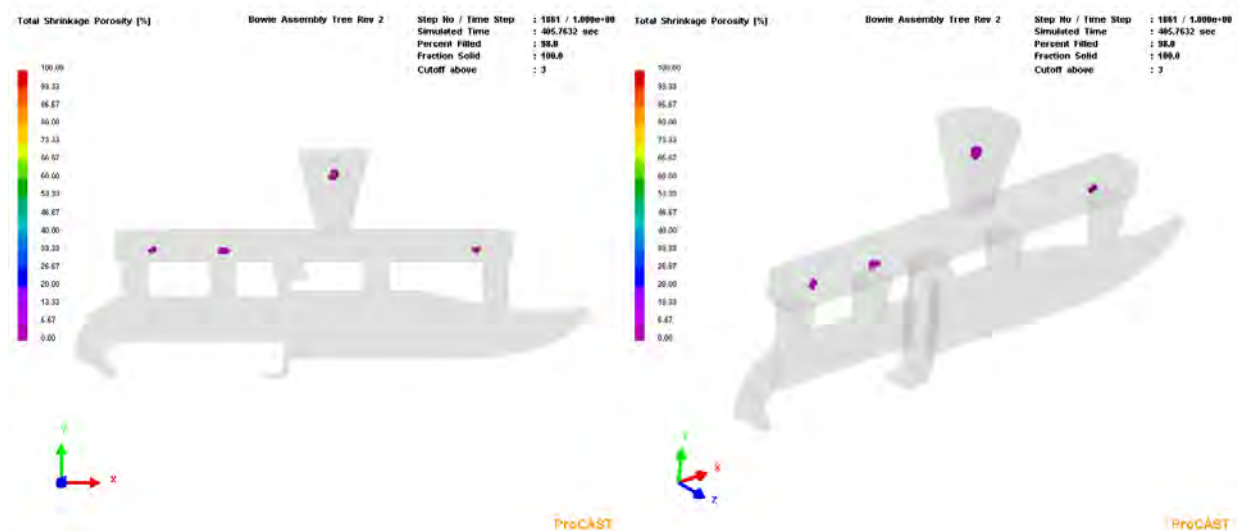 Total Shrinkage Porosity [%]
Bowie Assembly Tree Rev 2
Step No / Time Step : 1861 / 1.000e+00
Simulated Time : 405.7632 sec
Percent Filled : 98.0
Fraction Solid : 100.0
Cutoff above : 3
100.00
93.33
86.67
80.00
73.33
66.67
60.00
53.33
46.67
40.00
33.33
26.67
20.00
13.33
6.67
0.00
Y
X
ProCAST
Total Shrinkage Porosity [%]
Bowie Assembly Tree Rev 2
Step No / Time Step : 1861 / 1.000e+00
Simulated Time : 405.7632 sec
Percent Filled : 98.0
Fraction Solid : 100.0
Cutoff above : 3
100.00
93.33
86.67
80.00
73.33
66.67
60.00
53.33
46.67
40.00
33.33
26.67
20.00
13.33
6.67
0.00
Y
X
Z
ProCAST